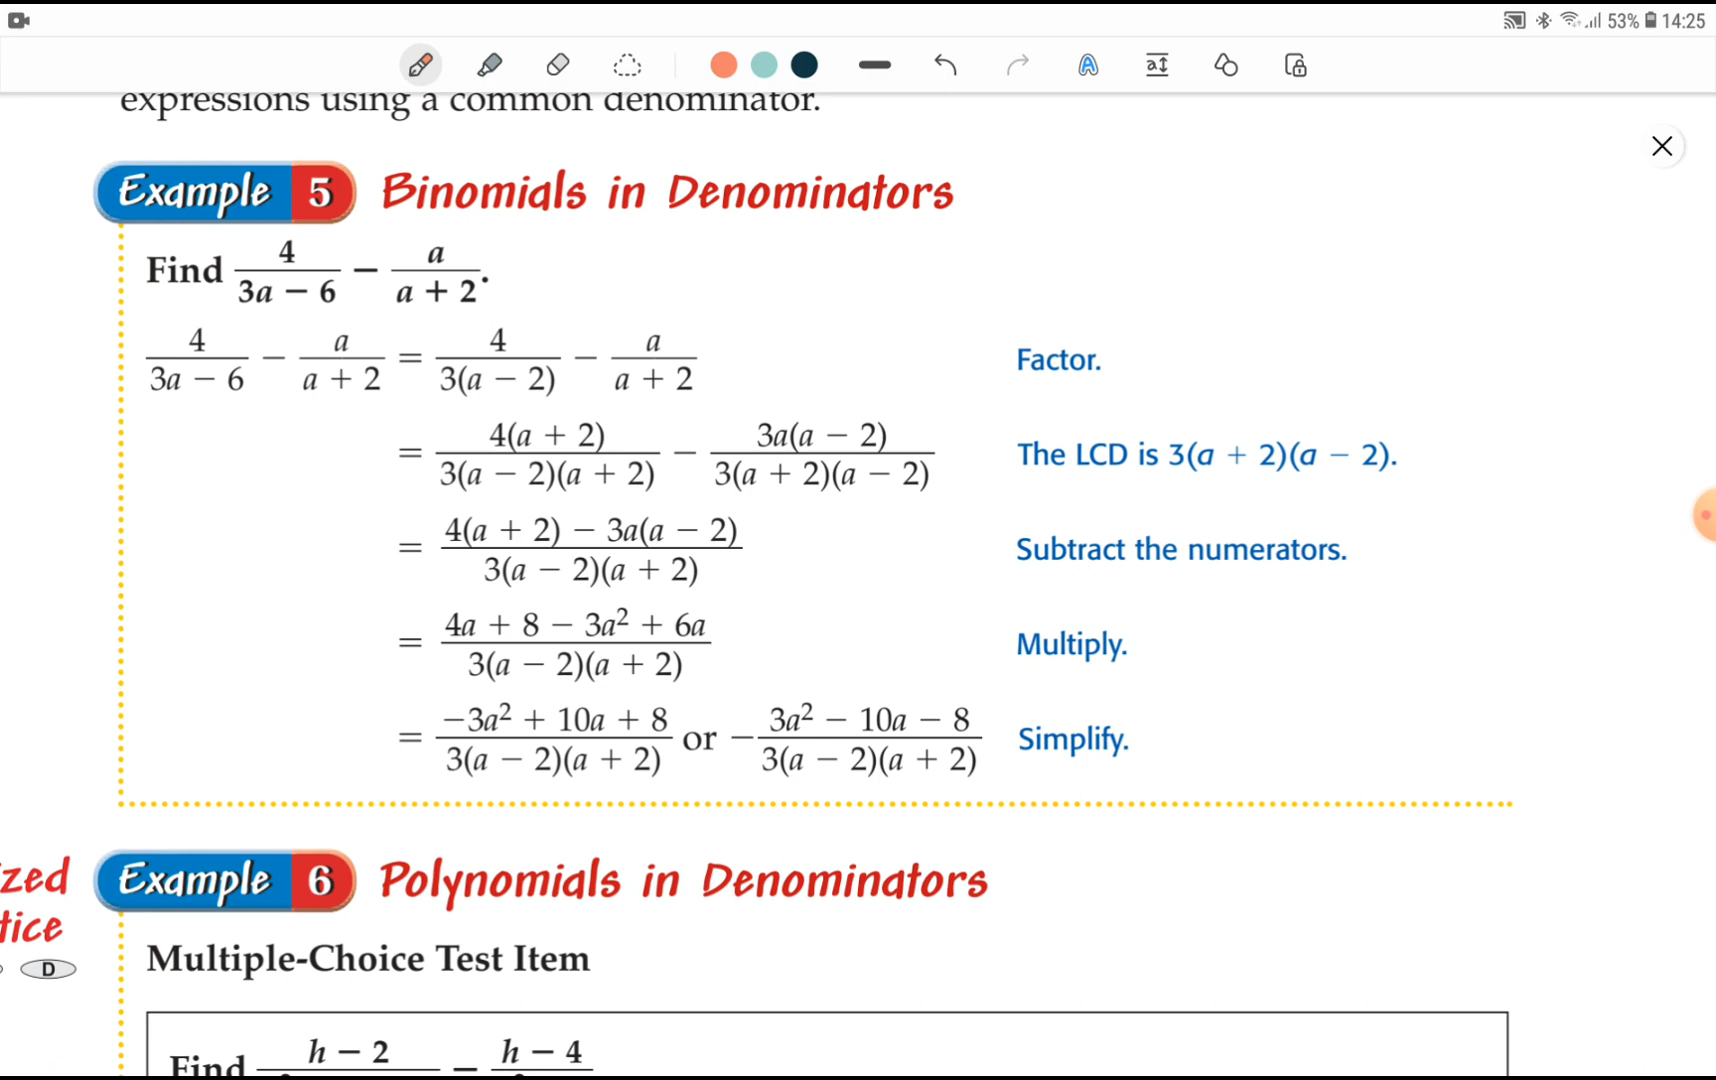 53% 14:25
expressions using a common denominator.
Example 5 Binomials in Denominators
Find 4/(3a − 6) − a/(a + 2).
4/(3a − 6) − a/(a + 2) = 4/(3(a − 2)) − a/(a + 2) Factor.
= 4(a + 2)/(3(a − 2)(a + 2)) − 3a(a − 2)/(3(a + 2)(a − 2)) The LCD is 3(a + 2)(a − 2).
= (4(a + 2) − 3a(a − 2))/(3(a − 2)(a + 2)) Subtract the numerators.
= (4a + 8 − 3a² + 6a)/(3(a − 2)(a + 2)) Multiply.
= (−3a² + 10a + 8)/(3(a − 2)(a + 2)) or −(3a² − 10a − 8)/(3(a − 2)(a + 2)) Simplify.
zed
tice
D
Example 6 Polynomials in Denominators
Multiple-Choice Test Item
Find h − 2 − h − 4